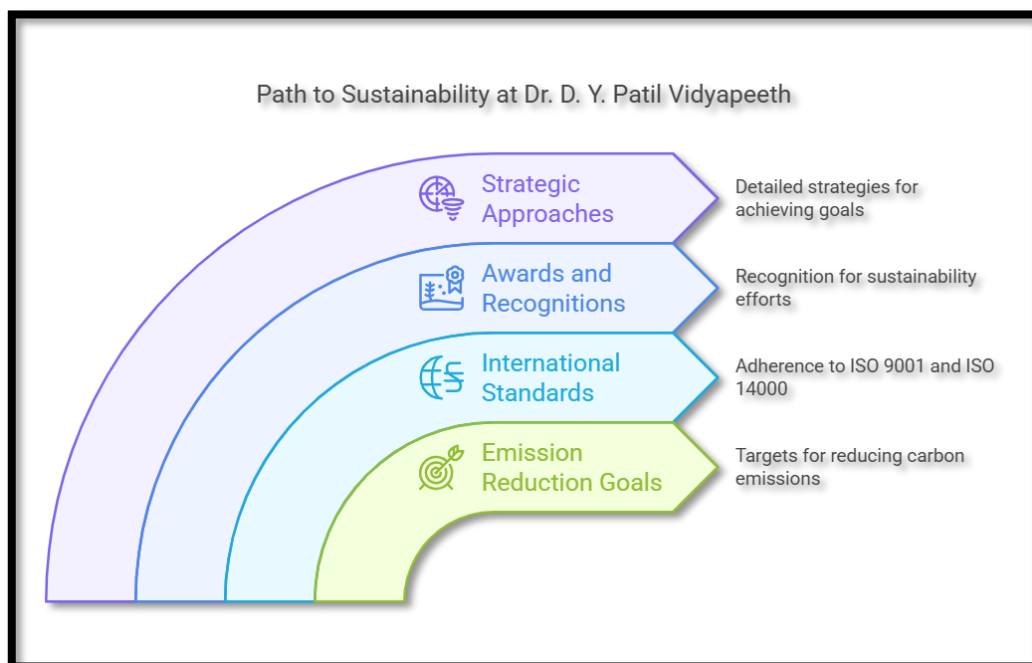 Path to Sustainability at Dr. D. Y. Patil Vidyapeeth
Strategic
Approaches
Detailed strategies for
achieving goals
Awards and
Recognitions
Recognition for sustainability
efforts
International
Standards
Adherence to ISO 9001 and ISO
14000
Emission
Reduction Goals
Targets for reducing carbon
emissions